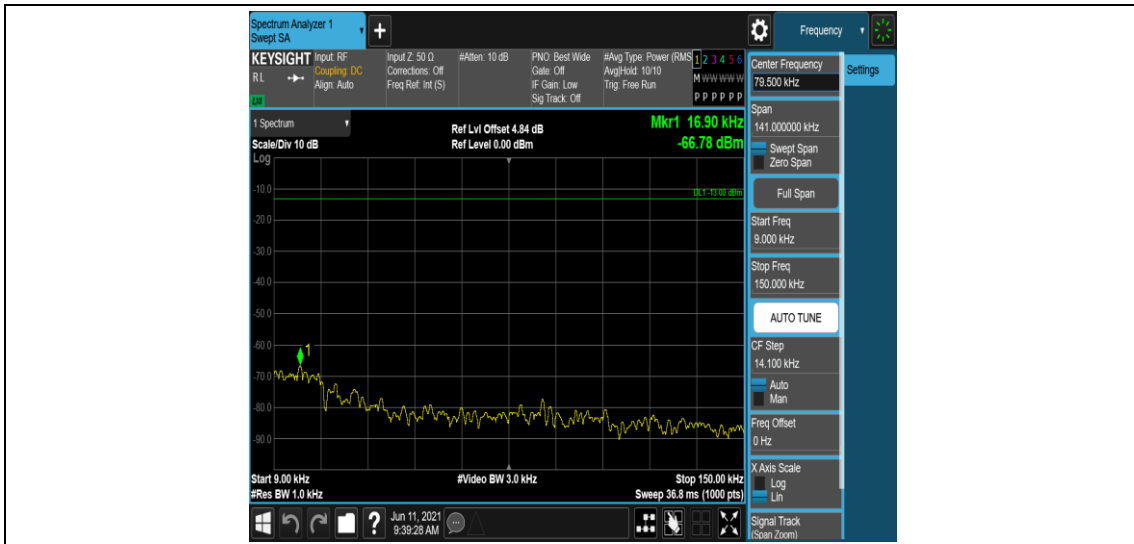 Spectrum Analyzer 1
Swept SA
Frequency
KEYSIGHT
RL
LXI
Input: RF
Coupling: DC
Align: Auto
Input Z: 50 Ω
Corrections: Off
Freq Ref: Int (S)
#Atten: 10 dB
PNO: Best Wide
Gate: Off
IF Gain: Low
Sig Track: Off
#Avg Type: Power (RMS
Avg|Hold: 10/10
Trig: Free Run
1 2 3 4 5 6
M W W W W W
P P P P P P
1 Spectrum
Scale/Div 10 dB
Log
Ref Lvl Offset 4.84 dB
Ref Level 0.00 dBm
Mkr1 16.90 kHz
-66.78 dBm
DL1 -13.00 dBm
-10.0
-20.0
-30.0
-40.0
-50.0
-60.0
1
-70.0
-80.0
-90.0
Start 9.00 kHz
#Res BW 1.0 kHz
#Video BW 3.0 kHz
Stop 150.00 kHz
Sweep 36.8 ms (1000 pts)
Jun 11, 2021
9:39:28 AM
Center Frequency
79.500 kHz
Settings
Span
141.000000 kHz
Swept Span
Zero Span
Full Span
Start Freq
9.000 kHz
Stop Freq
150.000 kHz
AUTO TUNE
CF Step
14.100 kHz
Auto
Man
Freq Offset
0 Hz
X Axis Scale
Log
Lin
Signal Track
(Span Zoom)